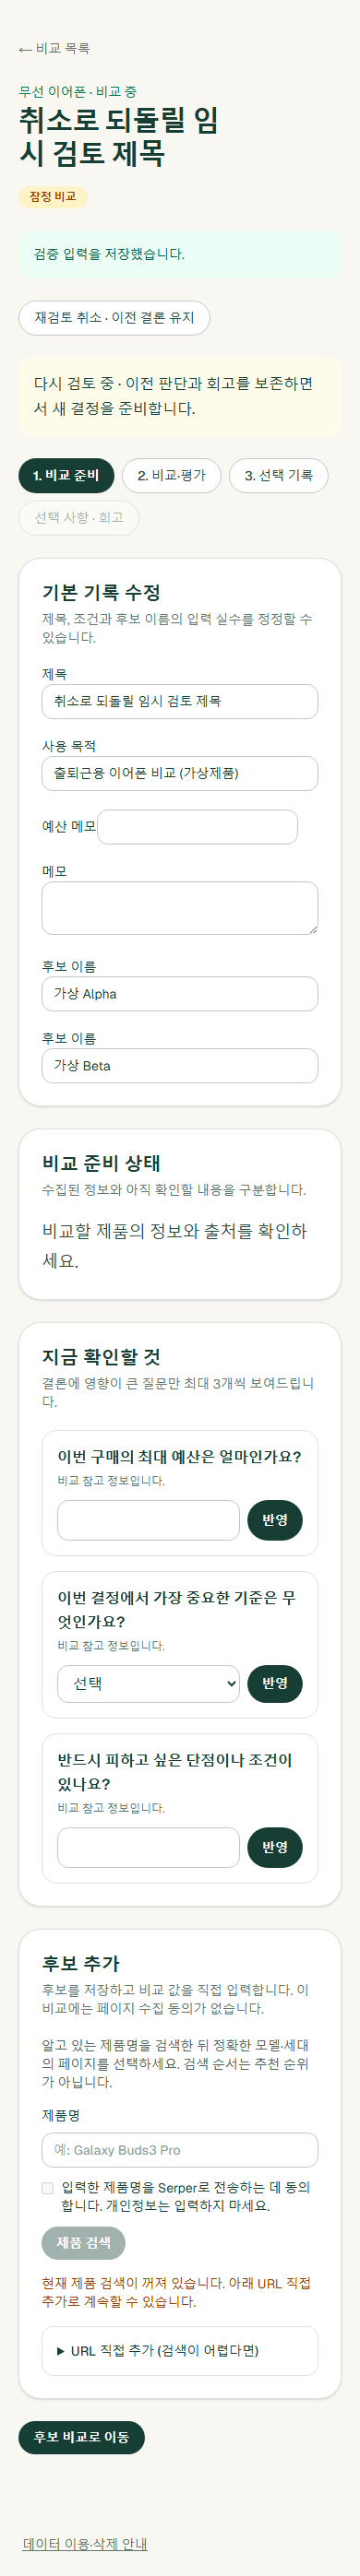 ← 비교 목록
무선 이어폰 · 비교 중
취소로 되돌릴 임
시 검토 제목
잠정 비교
검증 입력을 저장했습니다.
재검토 취소 · 이전 결론 유지
다시 검토 중 · 이전 판단과 회고를 보존하면
서 새 결정을 준비합니다.
1. 비교 준비
2. 비교·평가
3. 선택 기록
선택 사항 · 회고
기본 기록 수정
제목, 조건과 후보 이름의 입력 실수를 정정할 수
있습니다.
제목
취소로 되돌릴 임시 검토 제목
사용 목적
출퇴근용 이어폰 비교 (가상제품)
예산 메모
메모
후보 이름
가상 Alpha
후보 이름
가상 Beta
비교 준비 상태
수집된 정보와 아직 확인할 내용을 구분합니다.
비교할 제품의 정보와 출처를 확인하
세요.
지금 확인할 것
결론에 영향이 큰 질문만 최대 3개씩 보여드립니
다.
이번 구매의 최대 예산은 얼마인가요?
비교 참고 정보입니다.
반영
이번 결정에서 가장 중요한 기준은 무
엇인가요?
비교 참고 정보입니다.
선택
반영
반드시 피하고 싶은 단점이나 조건이
있나요?
비교 참고 정보입니다.
반영
후보 추가
후보를 저장하고 비교 값을 직접 입력합니다. 이
비교에는 페이지 수집 동의가 없습니다.
알고 있는 제품명을 검색한 뒤 정확한 모델·세대
의 페이지를 선택하세요. 검색 순서는 추천 순위
가 아닙니다.
제품명
예: Galaxy Buds3 Pro
입력한 제품명을 Serper로 전송하는 데 동의
합니다. 개인정보는 입력하지 마세요.
제품 검색
현재 제품 검색이 꺼져 있습니다. 아래 URL 직접
추가로 계속할 수 있습니다.
▶ URL 직접 추가 (검색이 어렵다면)
후보 비교로 이동
데이터 이용·삭제 안내